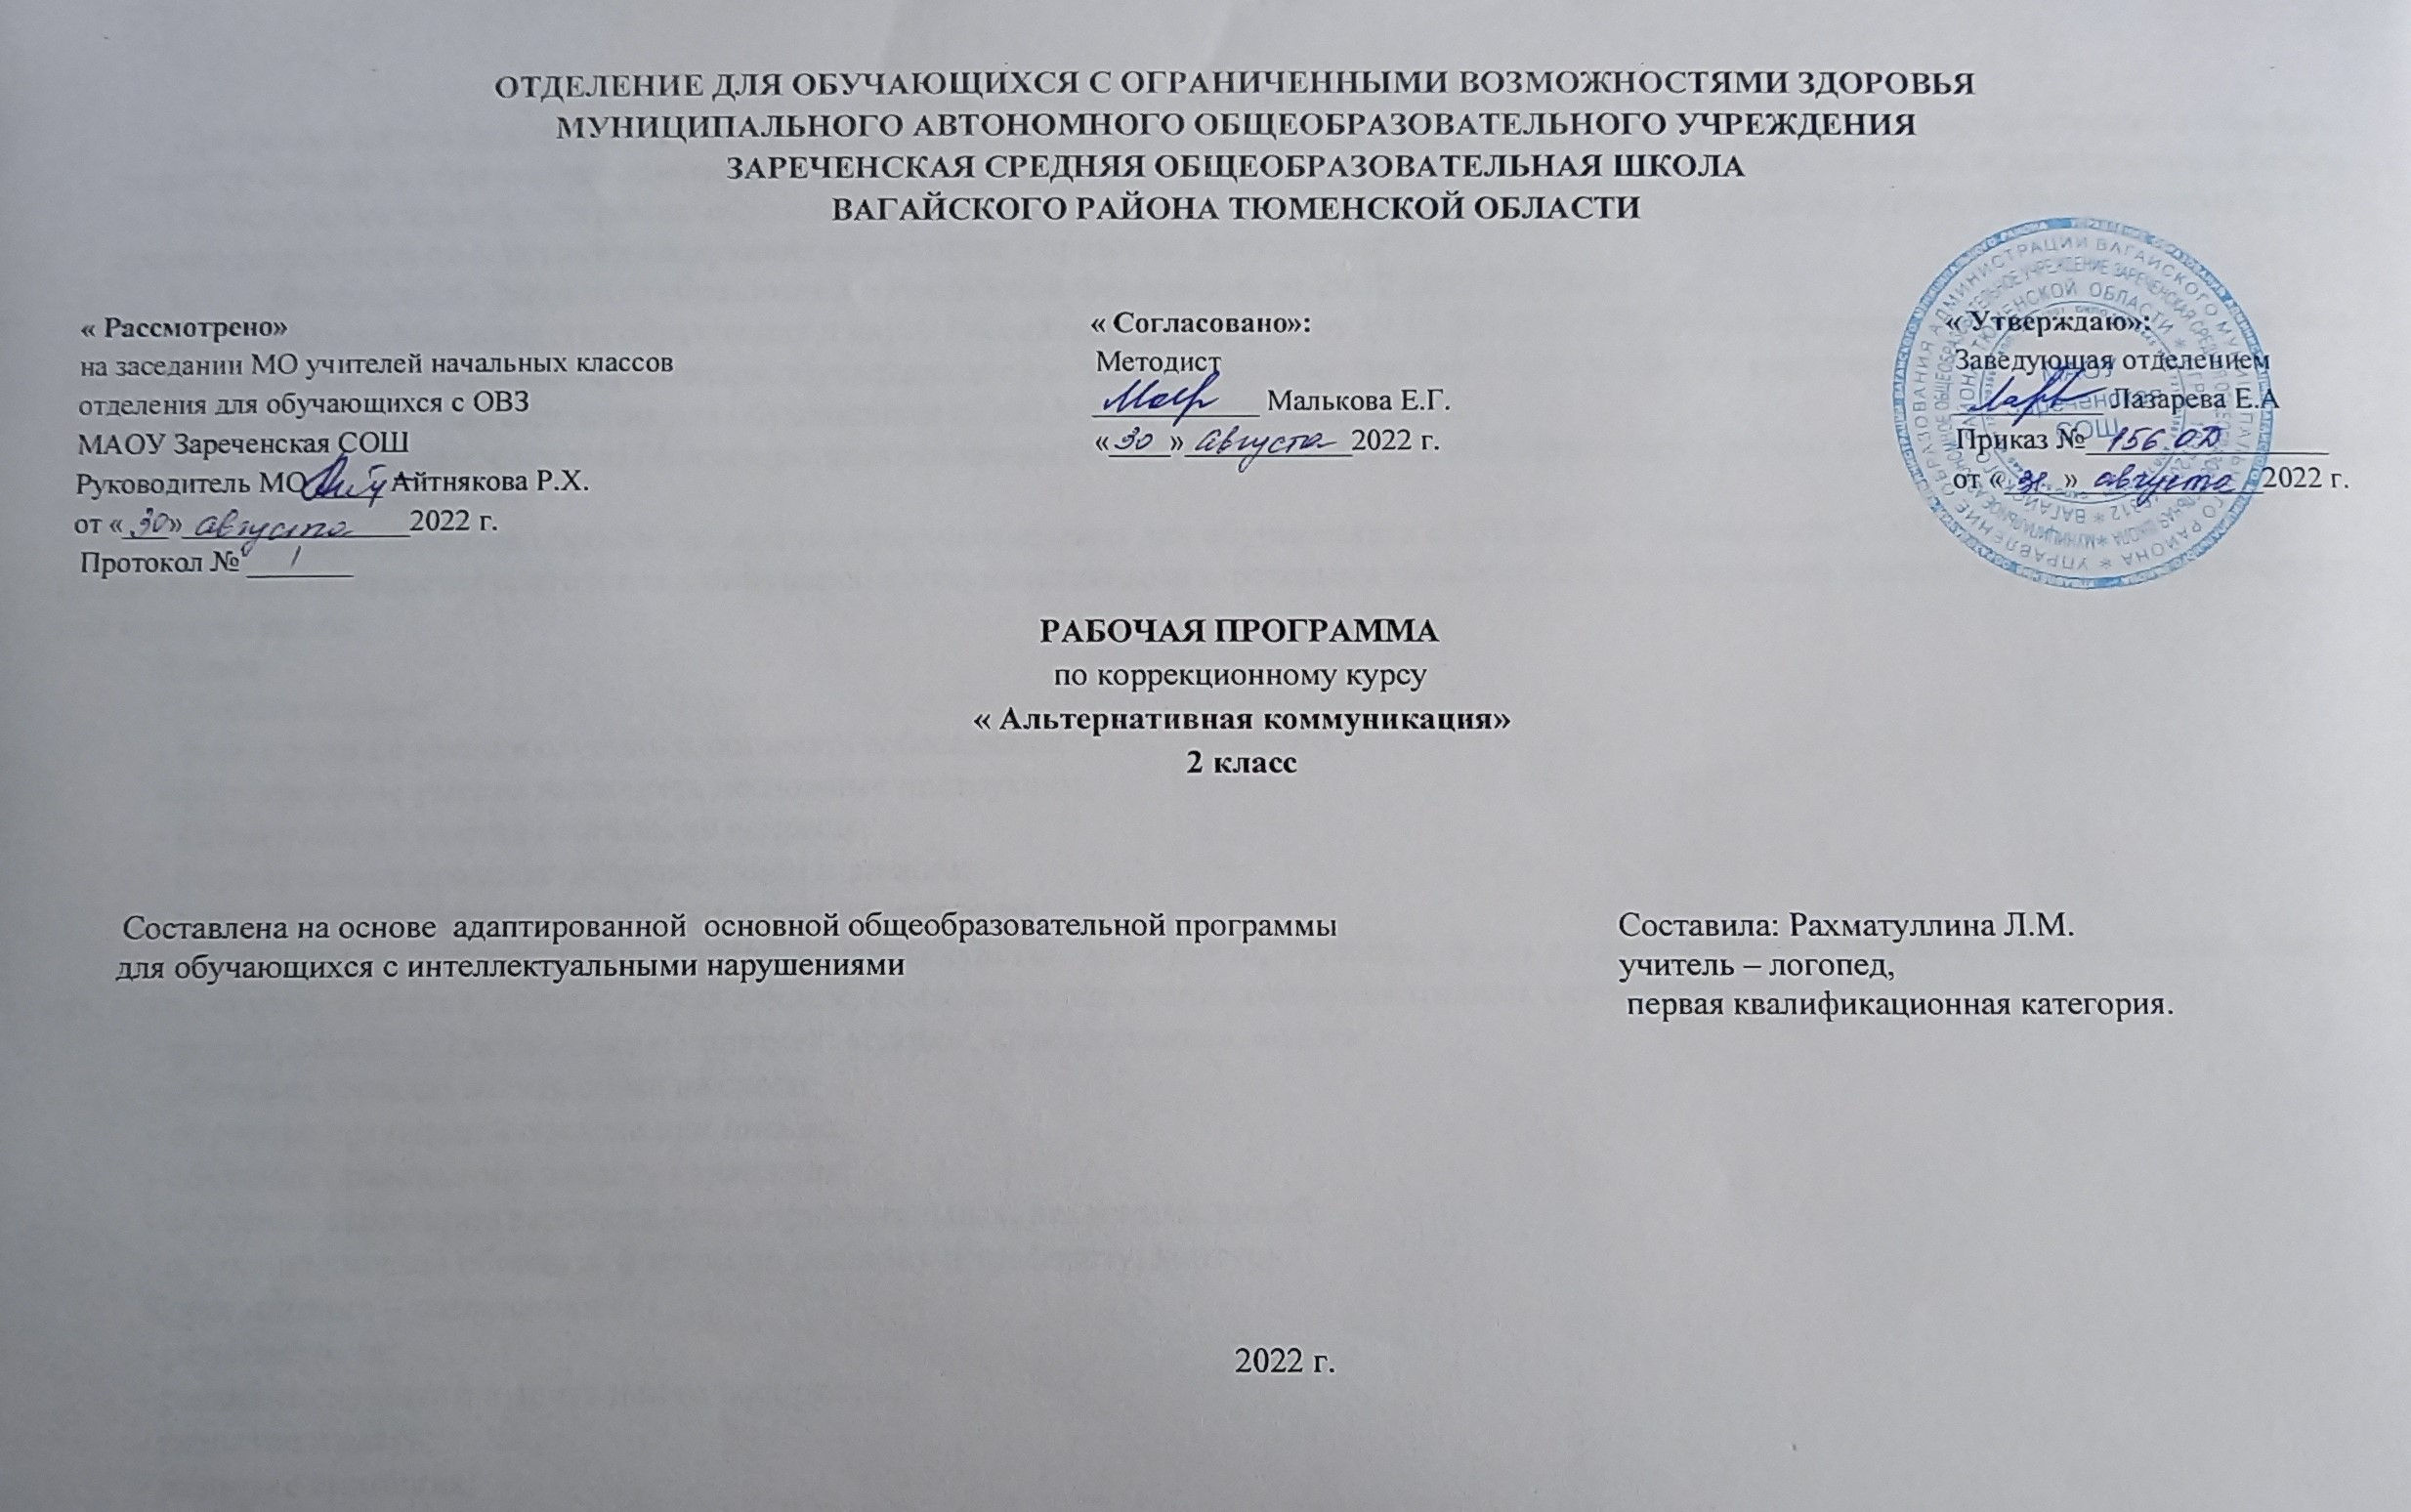 ОТДЕЛЕНИЕ ДЛЯ ОБУЧАЮЩИХСЯ С ОГРАНИЧЕННЫМИ ВОЗМОЖНОСТЯМИ ЗДОРОВЬЯ
МУНИЦИПАЛЬНОГО АВТОНОМНОГО ОБЩЕОБРАЗОВАТЕЛЬНОГО УЧРЕЖДЕНИЯ
ЗАРЕЧЕНСКАЯ СРЕДНЯЯ ОБЩЕОБРАЗОВАТЕЛЬНАЯ ШКОЛА
ВАГАЙСКОГО РАЙОНА ТЮМЕНСКОЙ ОБЛАСТИ
« Рассмотрено»
на заседании МО учителей начальных классов
отделения для обучающихся с ОВЗ
МАОУ Зареченская СОШ
Руководитель МО Айтнякова Р.Х.
от «30» августа 2022 г.
Протокол № 1
« Согласовано»:
Методист
Малькова Е.Г.
«30» августа 2022 г.
« Утверждаю»:
Заведующая отделением
Лазарева Е.А
Приказ № 156 ОД
от «31» августа 2022 г.
РАБОЧАЯ ПРОГРАММА
по коррекционному курсу
« Альтернативная коммуникация»
2 класс
Составлена на основе адаптированной основной общеобразовательной программы
для обучающихся с интеллектуальными нарушениями
Составила: Рахматуллина Л.М.
учитель – логопед,
первая квалификационная категория.
2022 г.